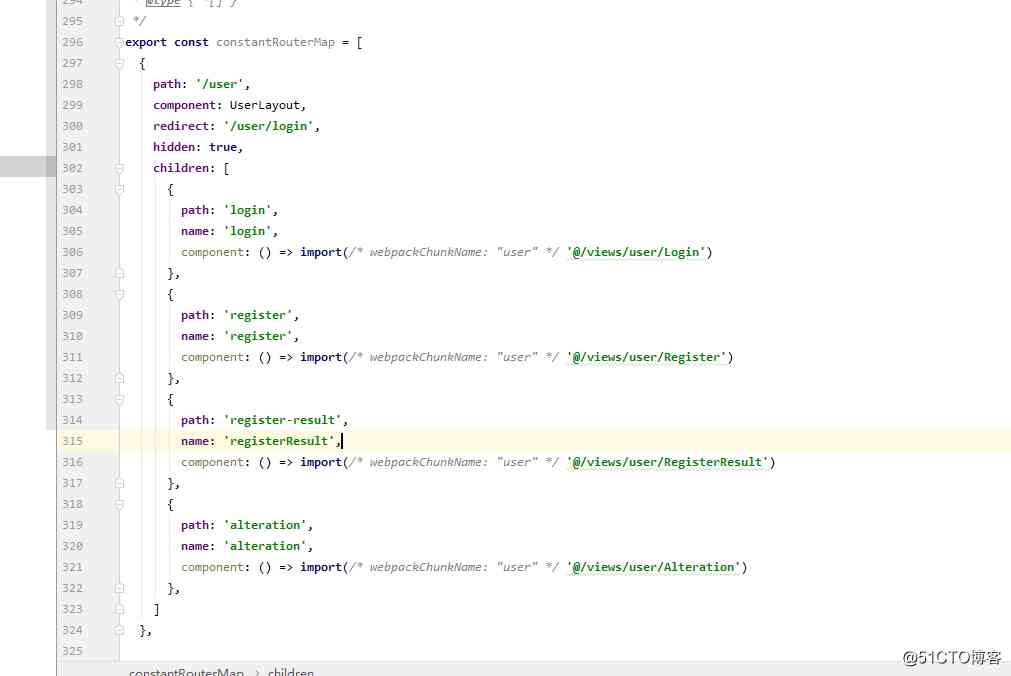 294 * @type { *[] }
295 */
296 export const constantRouterMap = [
297 {
298 path: '/user',
299 component: UserLayout,
300 redirect: '/user/login',
301 hidden: true,
302 children: [
303 {
304 path: 'login',
305 name: 'login',
306 component: () => import(/* webpackChunkName: "user" */ '@/views/user/Login')
307 },
308 {
309 path: 'register',
310 name: 'register',
311 component: () => import(/* webpackChunkName: "user" */ '@/views/user/Register')
312 },
313 {
314 path: 'register-result',
315 name: 'registerResult',
316 component: () => import(/* webpackChunkName: "user" */ '@/views/user/RegisterResult')
317 },
318 {
319 path: 'alteration',
320 name: 'alteration',
321 component: () => import(/* webpackChunkName: "user" */ '@/views/user/Alteration')
322 },
323 ]
324 },
325
constantRouterMap > children
@51CTO博客